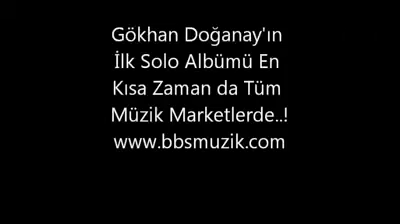 Gökhan Doğanay'ın
İlk Solo Albümü En
Kısa Zaman da Tüm
Müzik Marketlerde..!
www.bbsmuzik.com